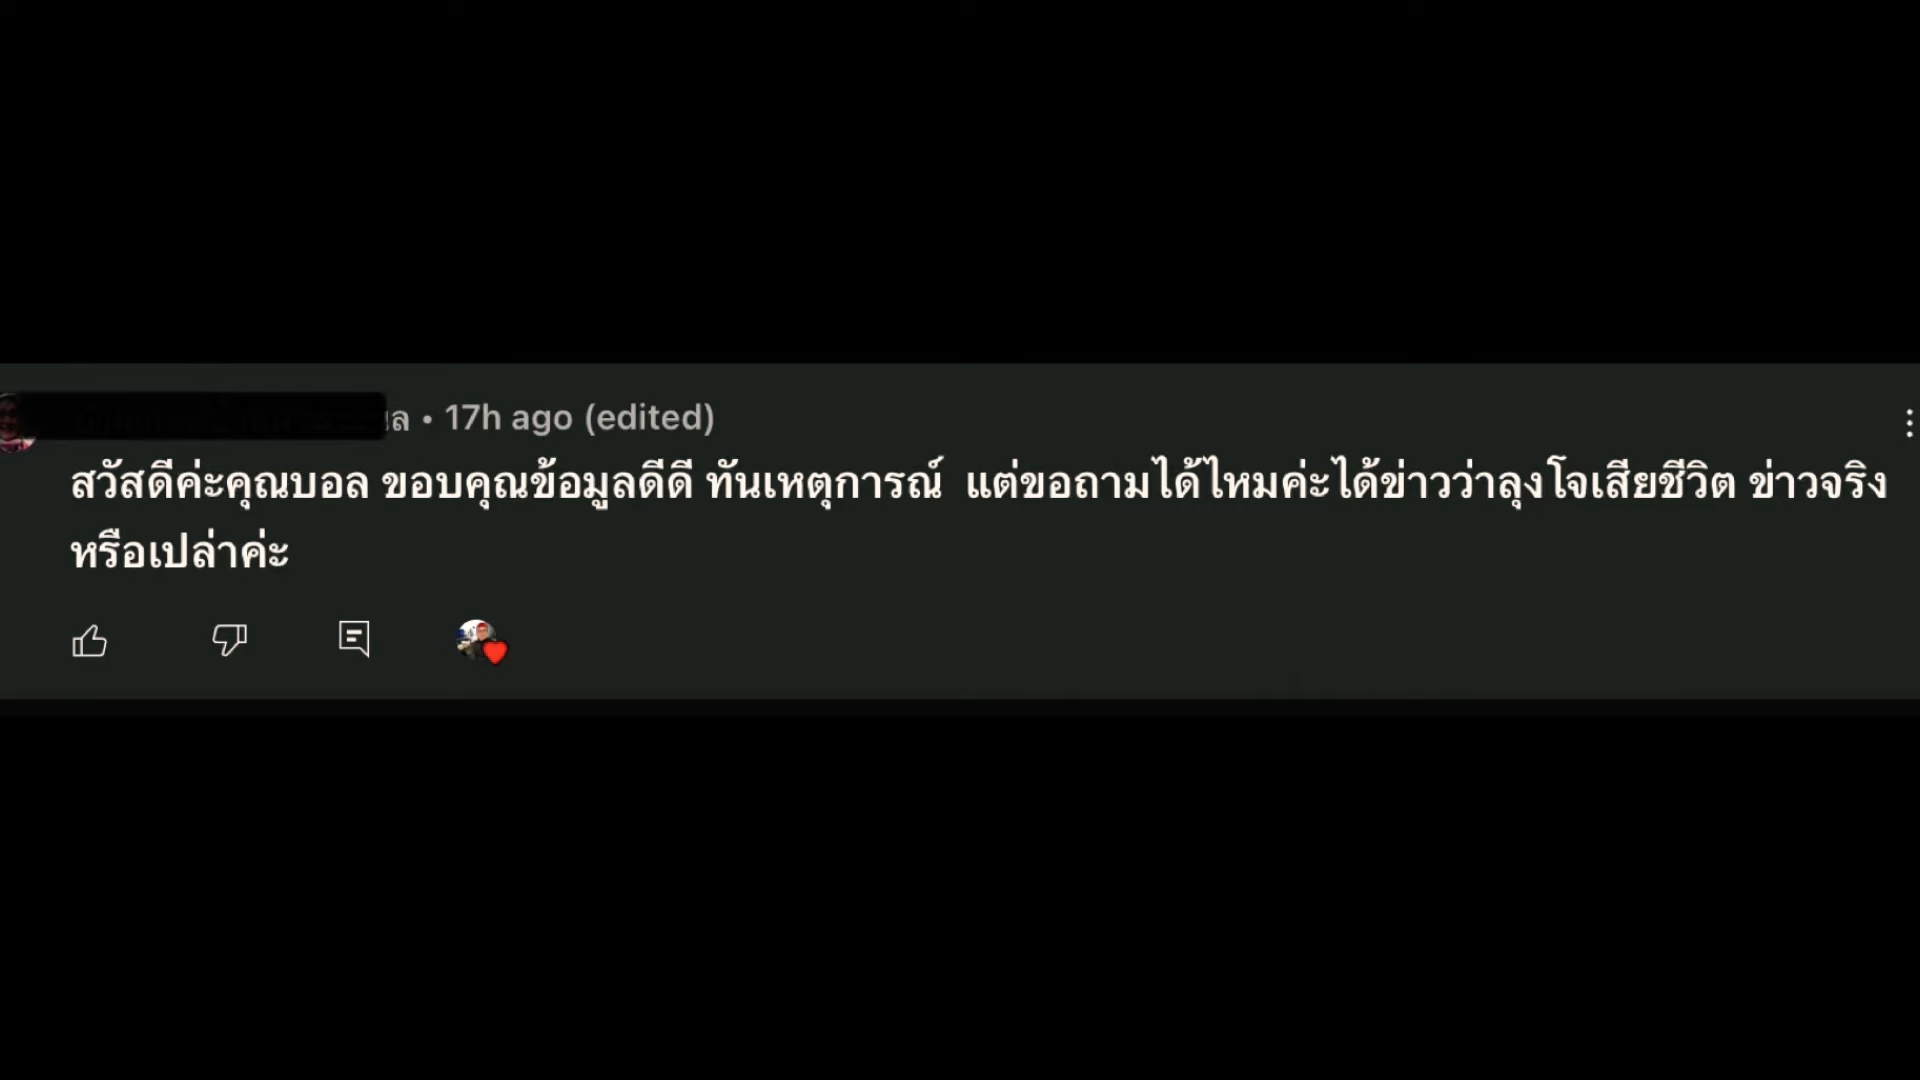 ล • 17h ago (edited)
สวัสดีค่ะคุณบอล ขอบคุณข้อมูลดีดี ทันเหตุการณ์  แต่ขอถามได้ไหมค่ะได้ข่าวว่าลุงโจเสียชีวิต ข่าวจริง
หรือเปล่าค่ะ